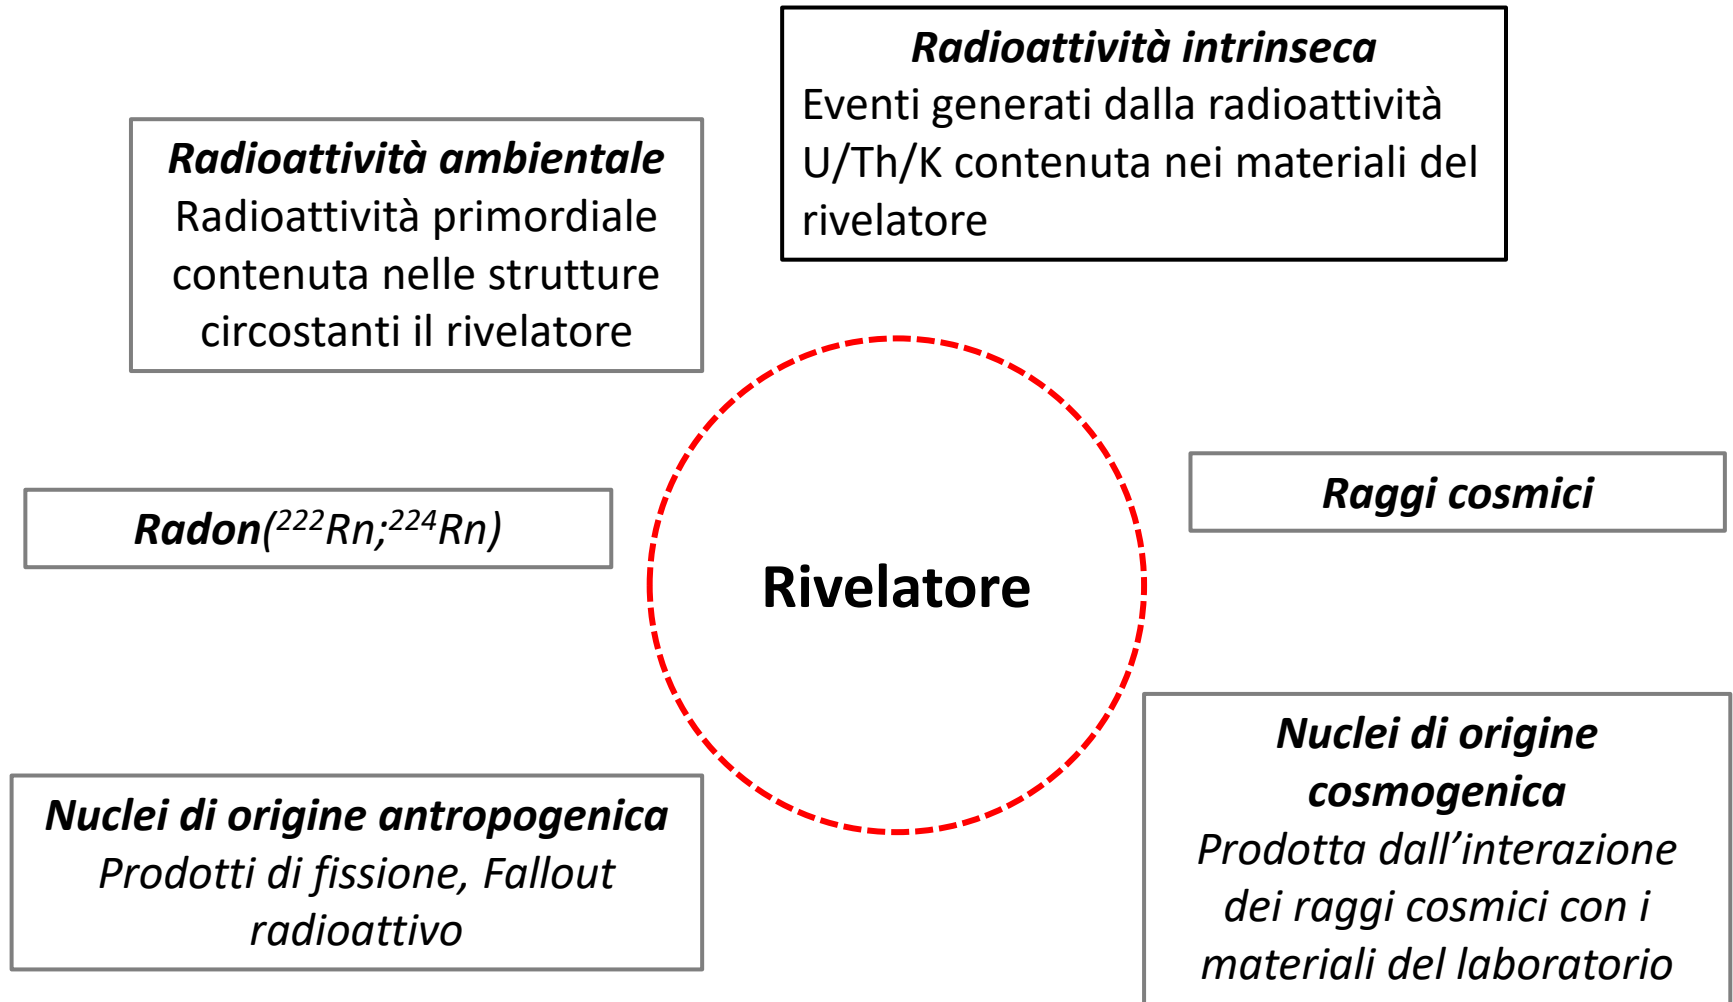 Radioattività intrinseca
Eventi generati dalla radioattività
U/Th/K contenuta nei materiali del
rivelatore
Radioattività ambientale
Radioattività primordiale
contenuta nelle strutture
circostanti il rivelatore
Raggi cosmici
Radon(²²²Rn;²²⁴Rn)
Rivelatore
Nuclei di origine
cosmogenica
Prodotta dall’interazione
dei raggi cosmici con i
materiali del laboratorio
Nuclei di origine antropogenica
Prodotti di fissione, Fallout
radioattivo